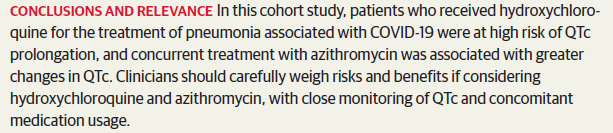 CONCLUSIONS AND RELEVANCE In this cohort study, patients who received hydroxychloro-
quine for the treatment of pneumonia associated with COVID-19 were at high risk of QTc
prolongation, and concurrent treatment with azithromycin was associated with greater
changes in QTc. Clinicians should carefully weigh risks and benefits if considering
hydroxychloroquine and azithromycin, with close monitoring of QTc and concomitant
medication usage.